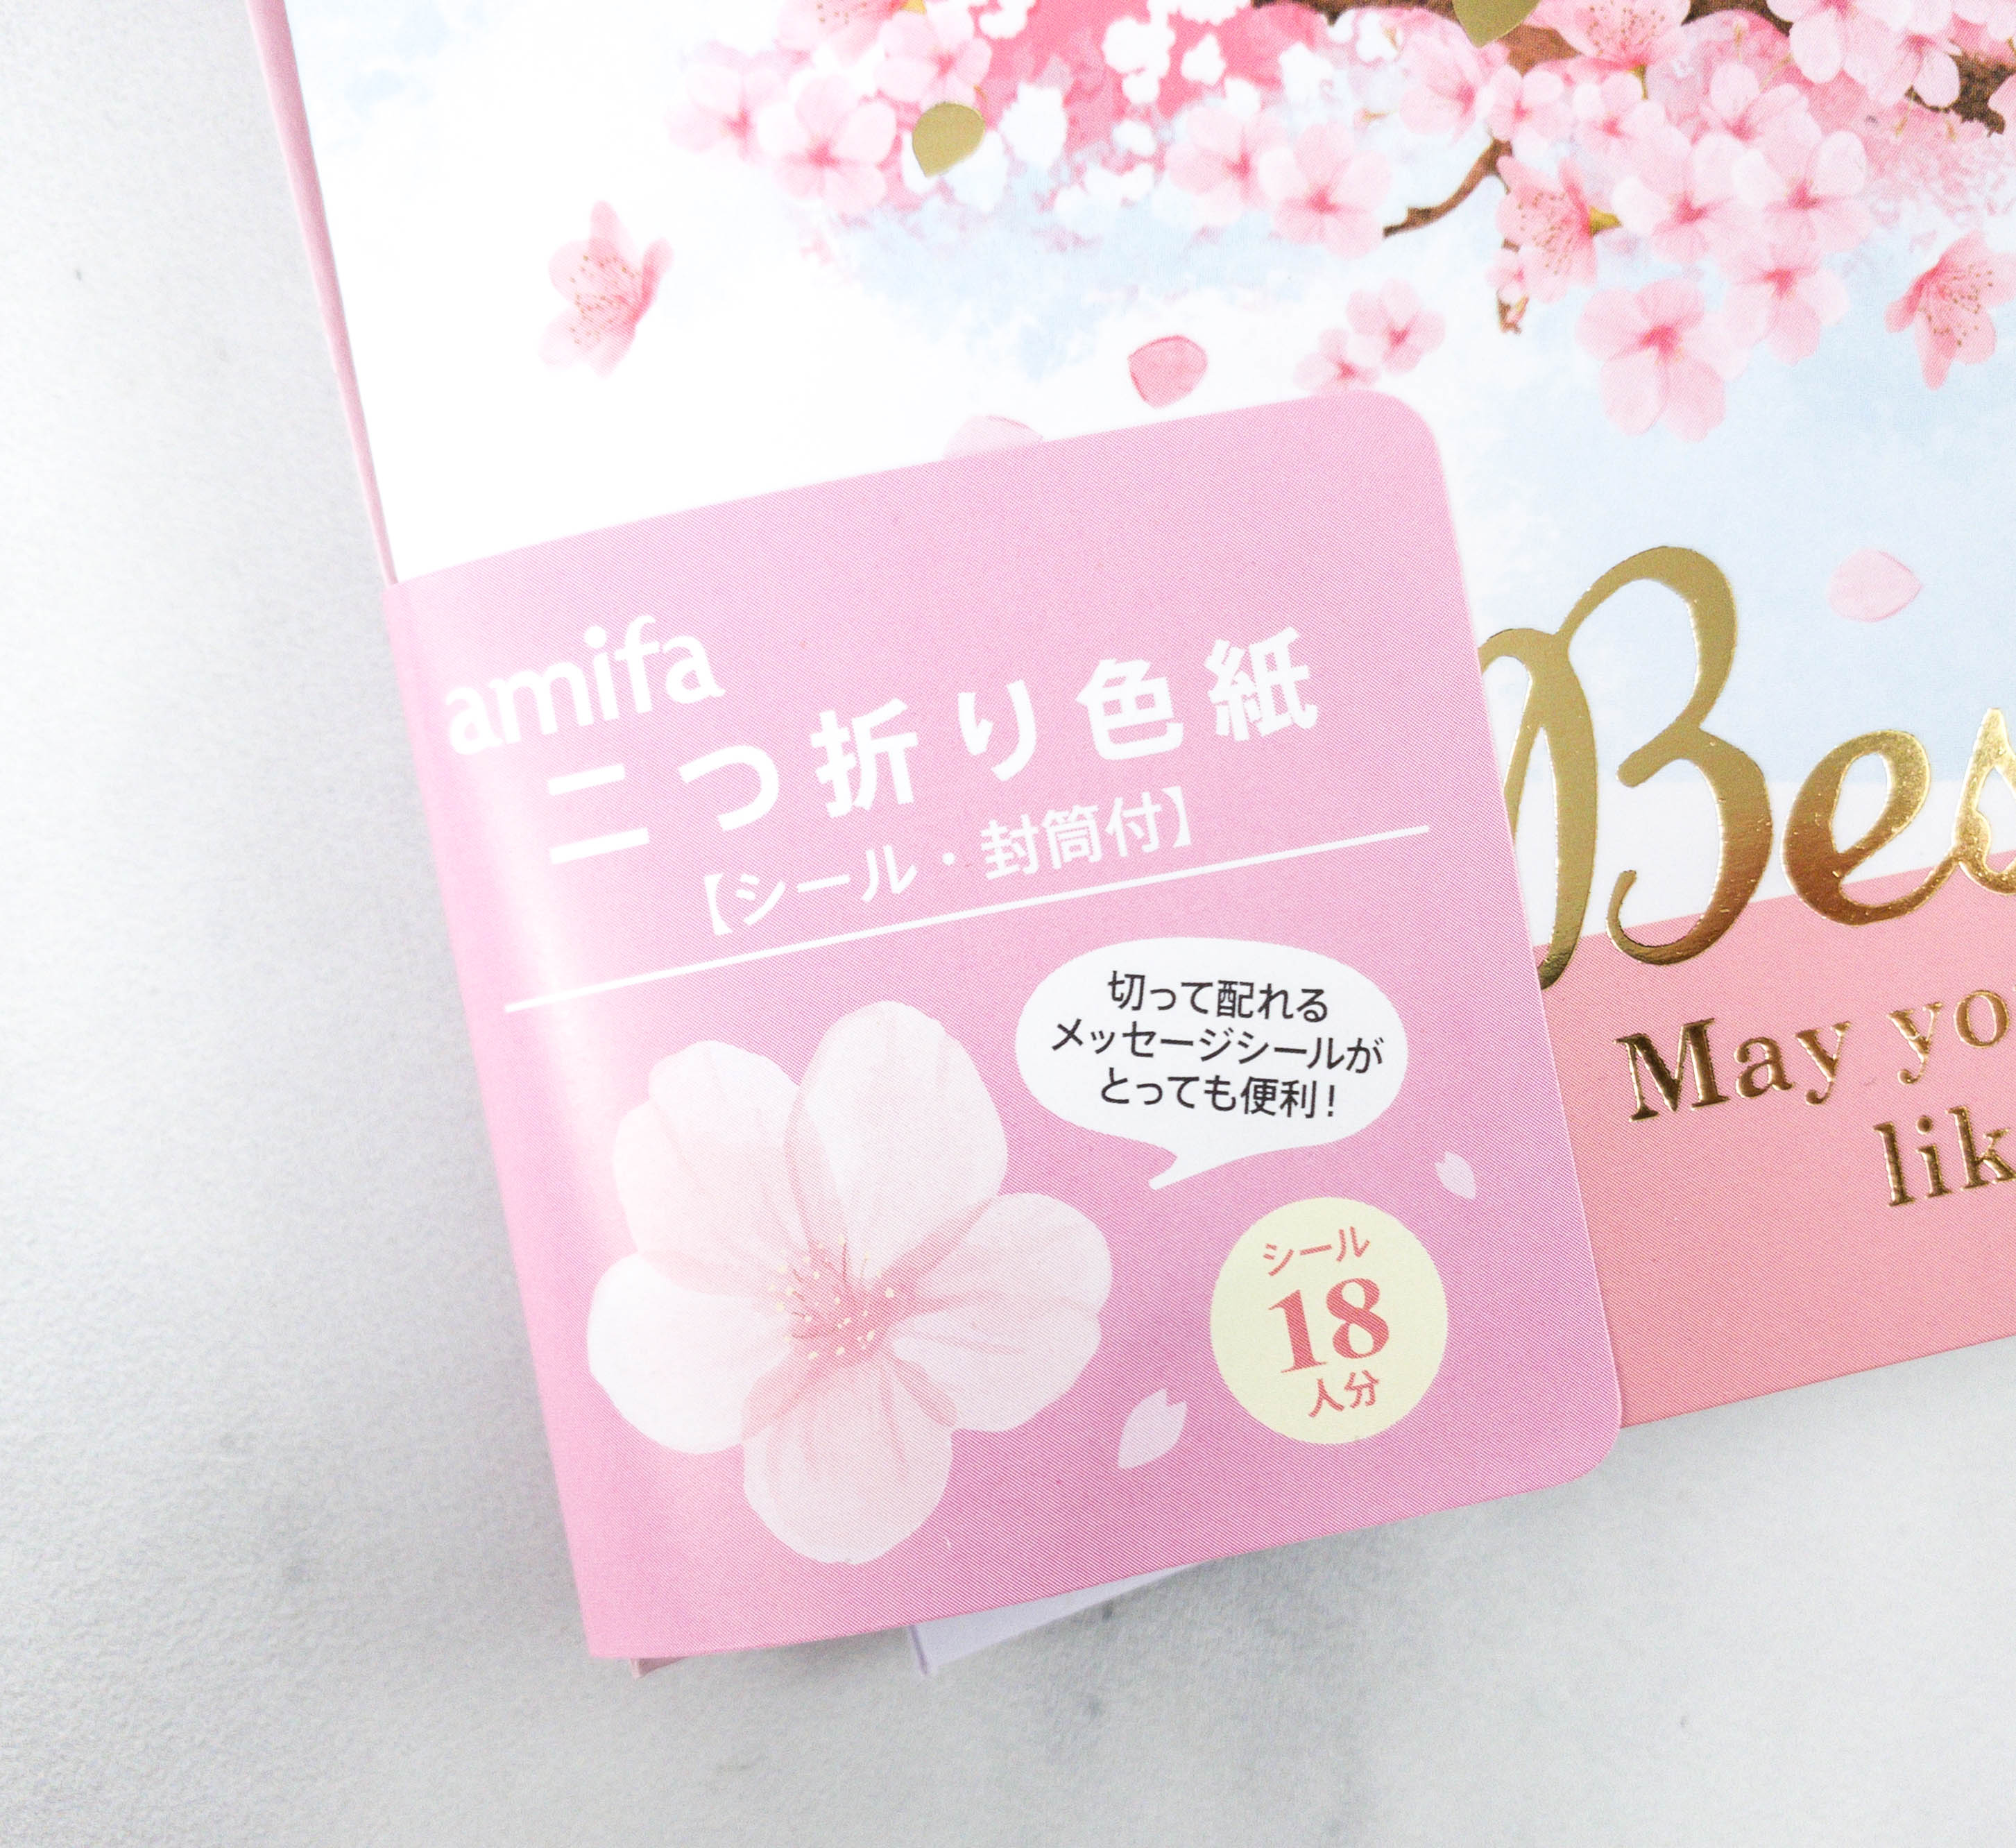 amifa
二つ折り色紙
【シール・封筒付】
切って配れる
メッセージシールが
とっても便利！
シール
18
人分
May